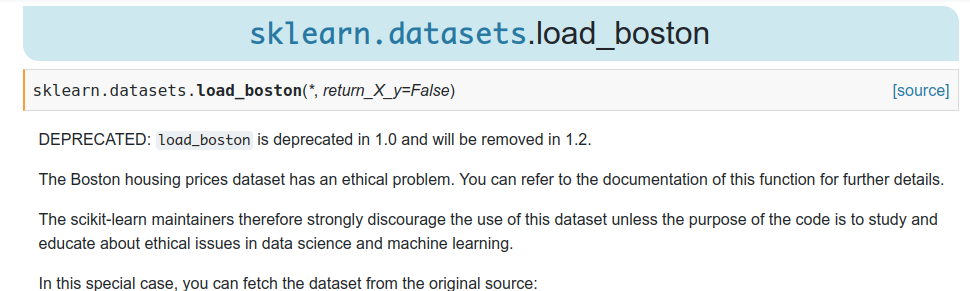 sklearn.datasets.load_boston
sklearn.datasets.load_boston(*, return_X_y=False) [source]
DEPRECATED: load_boston is deprecated in 1.0 and will be removed in 1.2.
The Boston housing prices dataset has an ethical problem. You can refer to the documentation of this function for further details.
The scikit-learn maintainers therefore strongly discourage the use of this dataset unless the purpose of the code is to study and
educate about ethical issues in data science and machine learning.
In this special case, you can fetch the dataset from the original source: